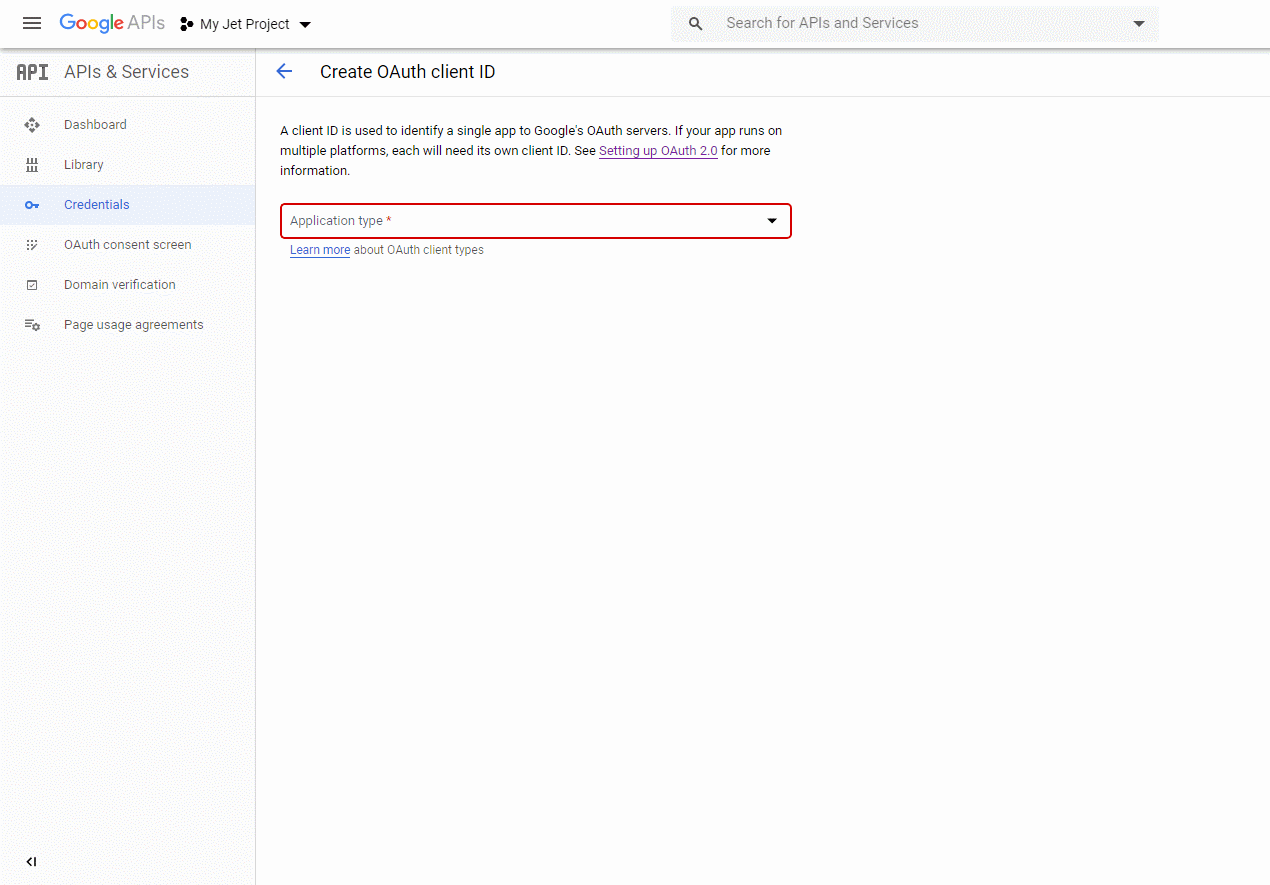 Google APIs My Jet Project Search for APIs and Services
API APIs & Services
Create OAuth client ID
Dashboard
Library
Credentials
OAuth consent screen
Domain verification
Page usage agreements
A client ID is used to identify a single app to Google's OAuth servers. If your app runs on
multiple platforms, each will need its own client ID. See Setting up OAuth 2.0 for more
information.
Application type *
Learn more about OAuth client types